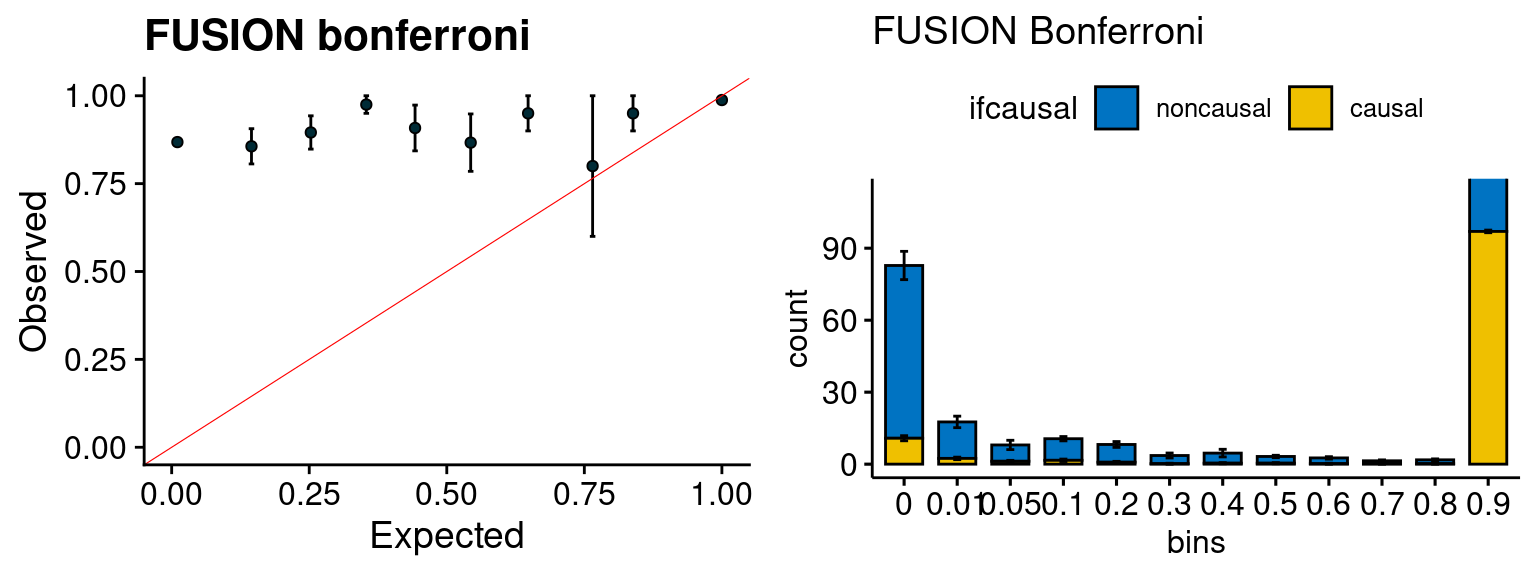 FUSION bonferroni
1.00
0.75
0.50
0.25
0.00
Observed
0.00 0.25 0.50 0.75 1.00
Expected
FUSION Bonferroni
ifcausal noncausal causal
90
60
30
0
count
0 0.01 0.05 0.1 0.2 0.3 0.4 0.5 0.6 0.7 0.8 0.9
bins